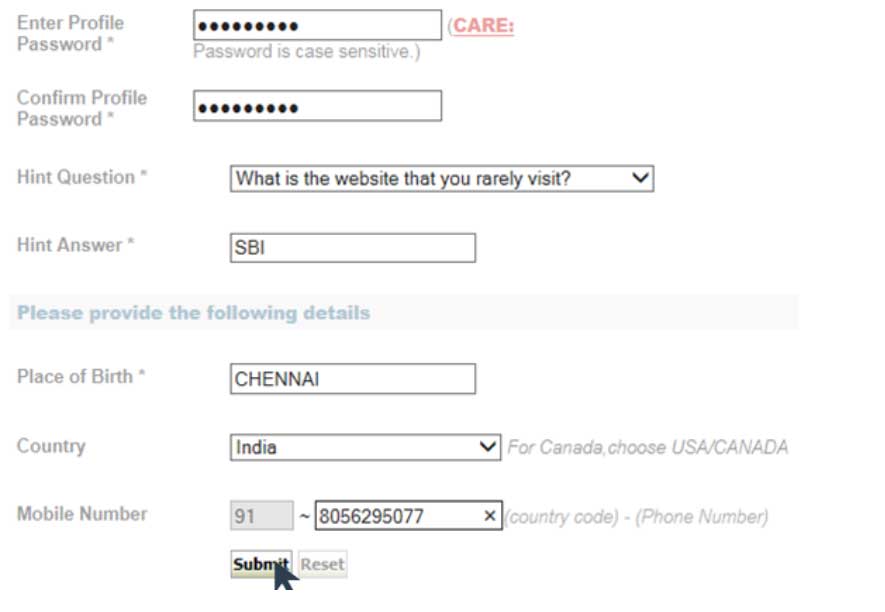 Enter Profile
Password *
●●●●●●●●● (CARE:
Password is case sensitive.)
Confirm Profile
Password *
●●●●●●●●●
Hint Question * What is the website that you rarely visit?
Hint Answer * SBI
Please provide the following details
Place of Birth * CHENNAI
Country India For Canada,choose USA/CANADA
Mobile Number 91 ~ 8056295077 × (country code) - (Phone Number)
Submit Reset